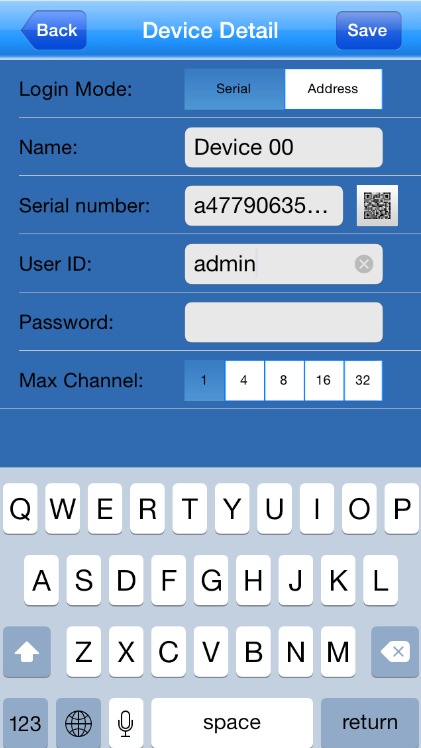 Back Device Detail Save
Login Mode: Serial Address
Name: Device 00
Serial number: a47790635...
User ID: admin
Password:
Max Channel: 1 4 8 16 32
Q W E R T Y U I O P
A S D F G H J K L
Z X C V B N M
123 space return